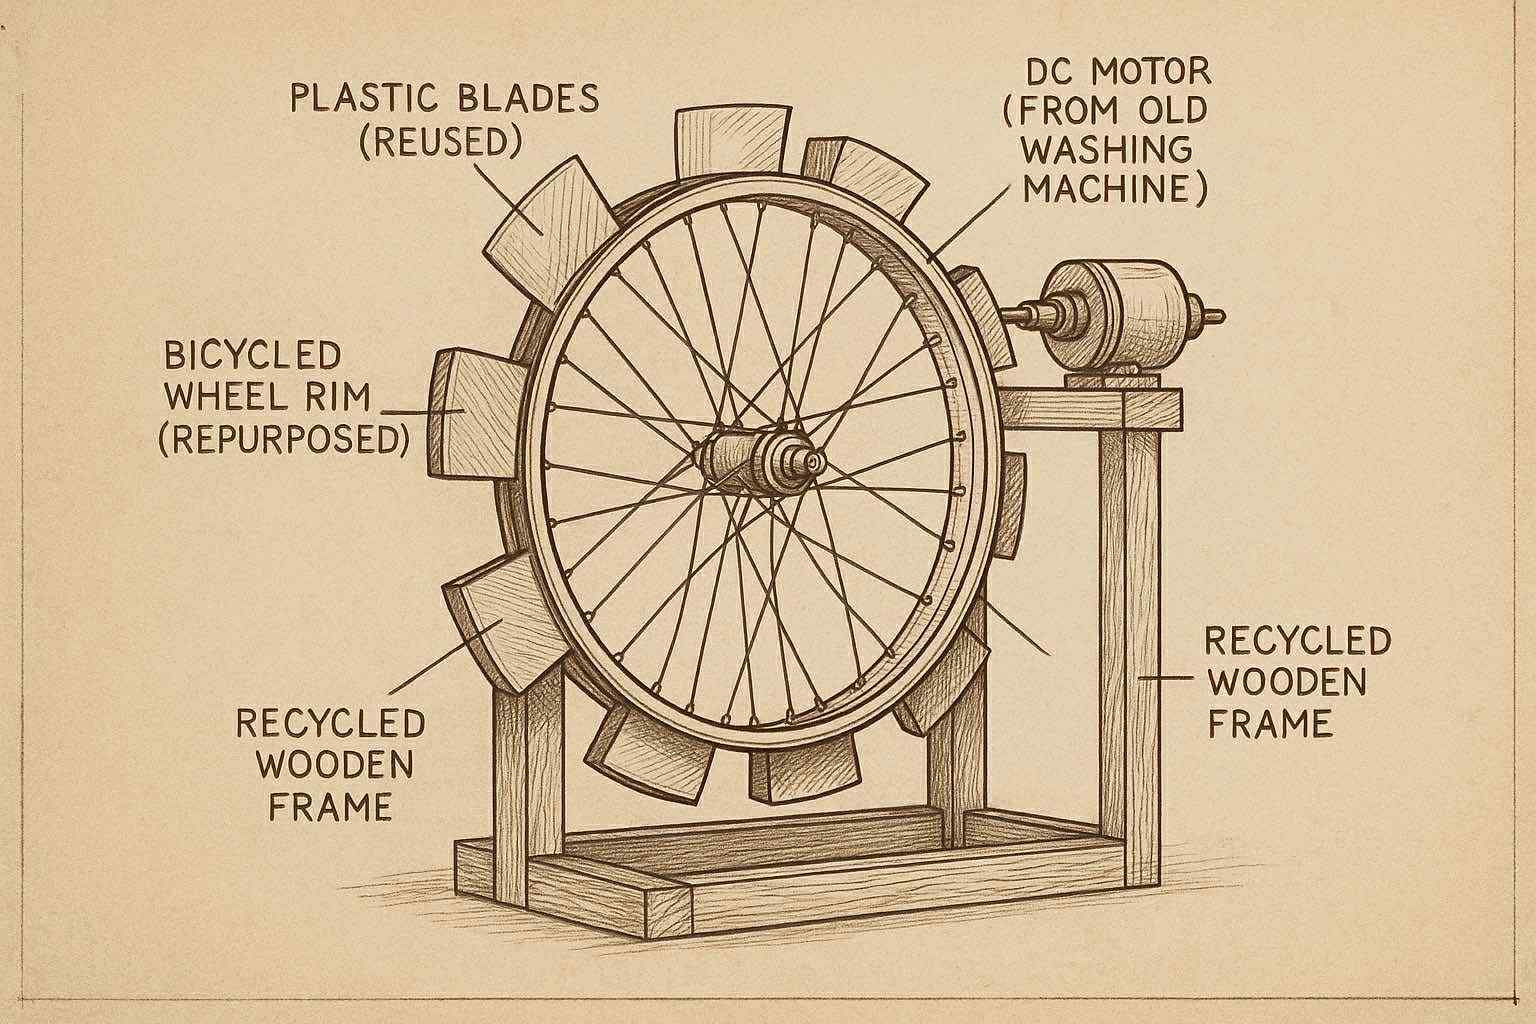 PLASTIC BLADES
(REUSED)
DC MOTOR
(FROM OLD
WASHING
MACHINE)
BICYCLED
WHEEL RIM
(REPURPOSED)
RECYCLED
WOODEN
FRAME
RECYCLED
WOODEN
FRAME